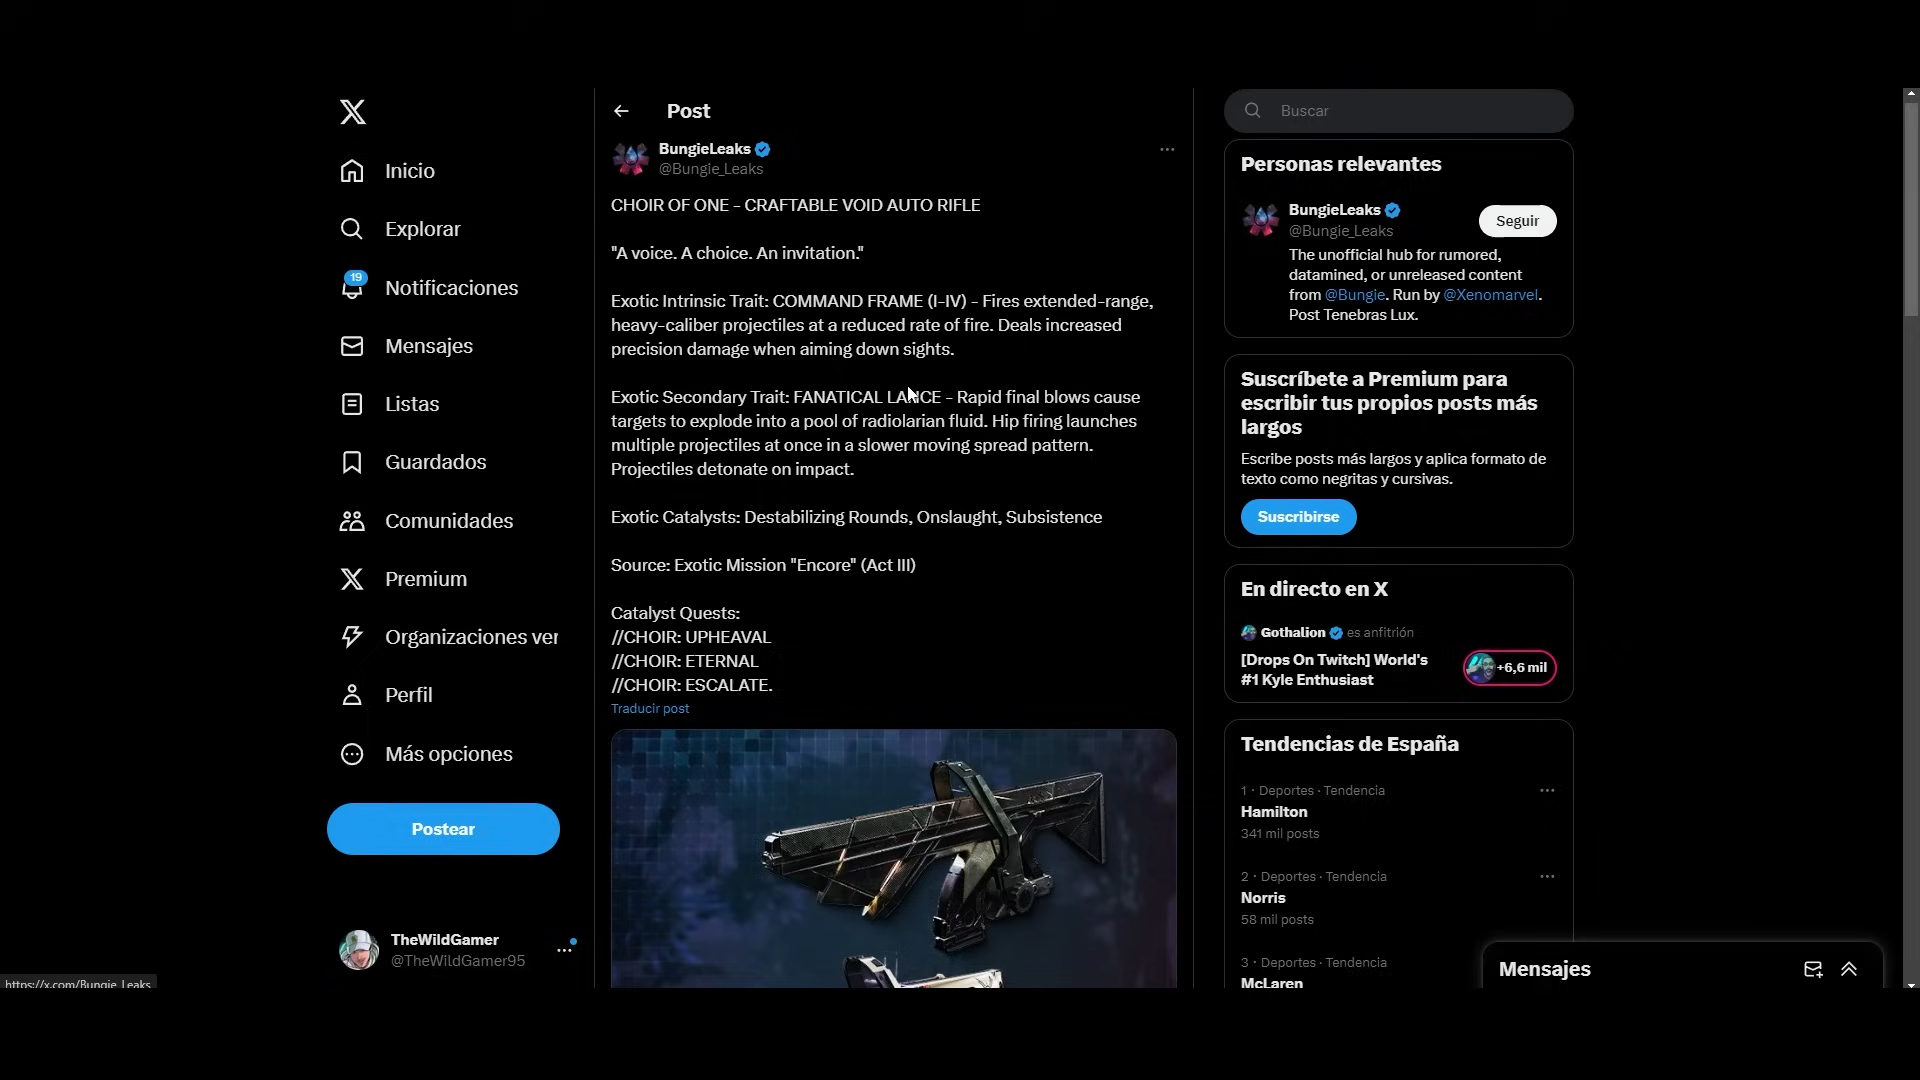 Inicio
Explorar
19
Notificaciones
Mensajes
Listas
Guardados
Comunidades
Premium
Organizaciones ver
Perfil
Más opciones
Postear
TheWildGamer
@TheWildGamer95
https://x.com/Bungie_Leaks
Post
BungieLeaks
@Bungie_Leaks
CHOIR OF ONE - CRAFTABLE VOID AUTO RIFLE
"A voice. A choice. An invitation."
Exotic Intrinsic Trait: COMMAND FRAME (I-IV) - Fires extended-range,
heavy-caliber projectiles at a reduced rate of fire. Deals increased
precision damage when aiming down sights.
Exotic Secondary Trait: FANATICAL LANCE - Rapid final blows cause
targets to explode into a pool of radiolarian fluid. Hip firing launches
multiple projectiles at once in a slower moving spread pattern.
Projectiles detonate on impact.
Exotic Catalysts: Destabilizing Rounds, Onslaught, Subsistence
Source: Exotic Mission "Encore" (Act III)
Catalyst Quests:
//CHOIR: UPHEAVAL
//CHOIR: ETERNAL
//CHOIR: ESCALATE.
Traducir post
Buscar
Personas relevantes
BungieLeaks
@Bungie_Leaks
Seguir
The unofficial hub for rumored,
datamined, or unreleased content
from @Bungie. Run by @Xenomarvel.
Post Tenebras Lux.
Suscríbete a Premium para
escribir tus propios posts más
largos
Escribe posts más largos y aplica formato de
texto como negritas y cursivas.
Suscribirse
En directo en X
Gothalion es anfitrión
[Drops On Twitch] World's
#1 Kyle Enthusiast
+6,6 mil
Tendencias de España
1 · Deportes · Tendencia
Hamilton
341 mil posts
2 · Deportes · Tendencia
Norris
58 mil posts
3 · Deportes · Tendencia
McLaren
Mensajes